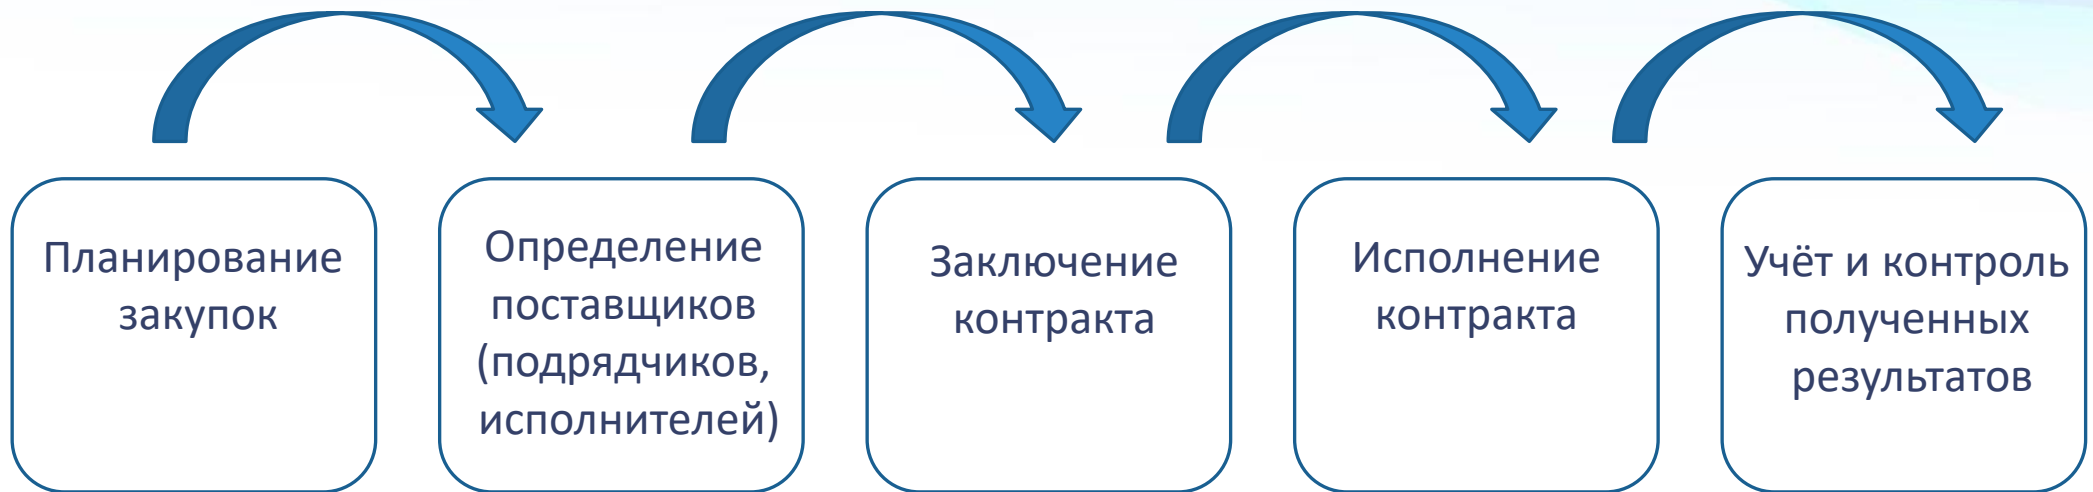 Планирование
закупок
Определение
поставщиков
(подрядчиков,
исполнителей)
Заключение
контракта
Исполнение
контракта
Учёт и контроль
полученных
результатов